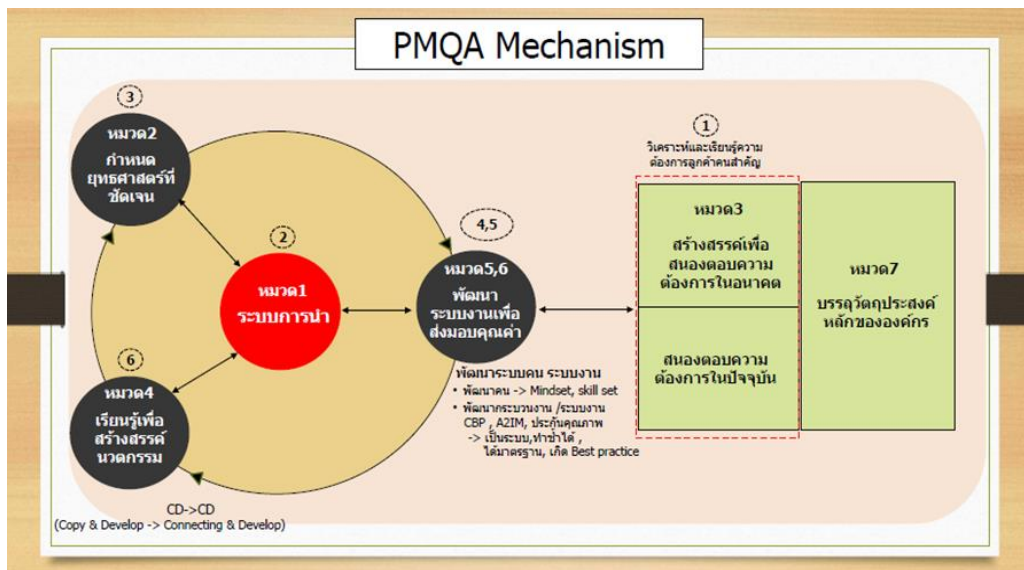 PMQA Mechanism
3
หมวด2
กำหนด
ยุทธศาสตร์ที่
ชัดเจน
2
หมวด1
ระบบการนำ
6
หมวด4
เรียนรู้เพื่อ
สร้างสรรค์
นวตกรรม
CD->CD
(Copy & Develop -> Connecting & Develop)
4,5
หมวด5,6
พัฒนา
ระบบงานเพื่อ
ส่งมอบคุณค่า
พัฒนาระบบคน ระบบงาน
• พัฒนาคน -> Mindset, skill set
• พัฒนากระบวนงาน /ระบบงาน
CBP , A2IM, ประกันคุณภาพ
-> เป็นระบบ,ทำซ้ำได้ ,
ได้มาตรฐาน, เกิด Best practice
1
วิเคราะห์และเรียนรู้ความ
ต้องการลูกค้าคนสำคัญ
หมวด3
สร้างสรรค์เพื่อ
สนองตอบความ
ต้องการในอนาคต
สนองตอบความ
ต้องการในปัจจุบัน
หมวด7
บรรลุวัตถุประสงค์
หลักขององค์กร